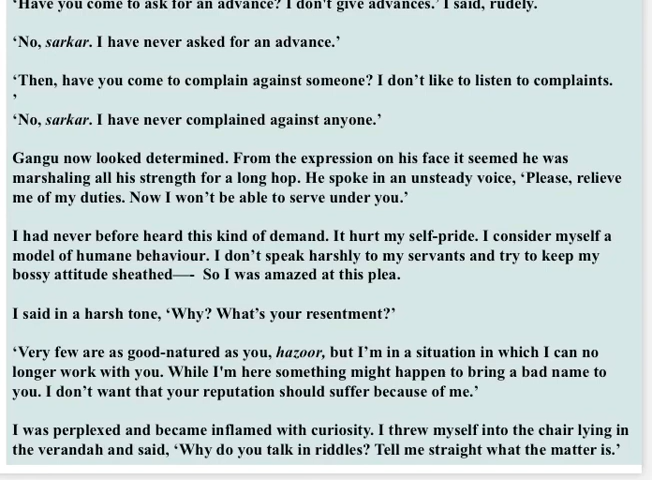 'Have you come to ask for an advance? I don't give advances.' I said, rudely.
'No, sarkar. I have never asked for an advance.'
'Then, have you come to complain against someone? I don't like to listen to complaints.
'
'No, sarkar. I have never complained against anyone.'
Gangu now looked determined. From the expression on his face it seemed he was
marshaling all his strength for a long hop. He spoke in an unsteady voice, 'Please, relieve
me of my duties. Now I won't be able to serve under you.'
I had never before heard this kind of demand. It hurt my self-pride. I consider myself a
model of humane behaviour. I don't speak harshly to my servants and try to keep my
bossy attitude sheathed—- So I was amazed at this plea.
I said in a harsh tone, 'Why? What's your resentment?'
'Very few are as good-natured as you, hazoor, but I'm in a situation in which I can no
longer work with you. While I'm here something might happen to bring a bad name to
you. I don't want that your reputation should suffer because of me.'
I was perplexed and became inflamed with curiosity. I threw myself into the chair lying in
the verandah and said, 'Why do you talk in riddles? Tell me straight what the matter is.'